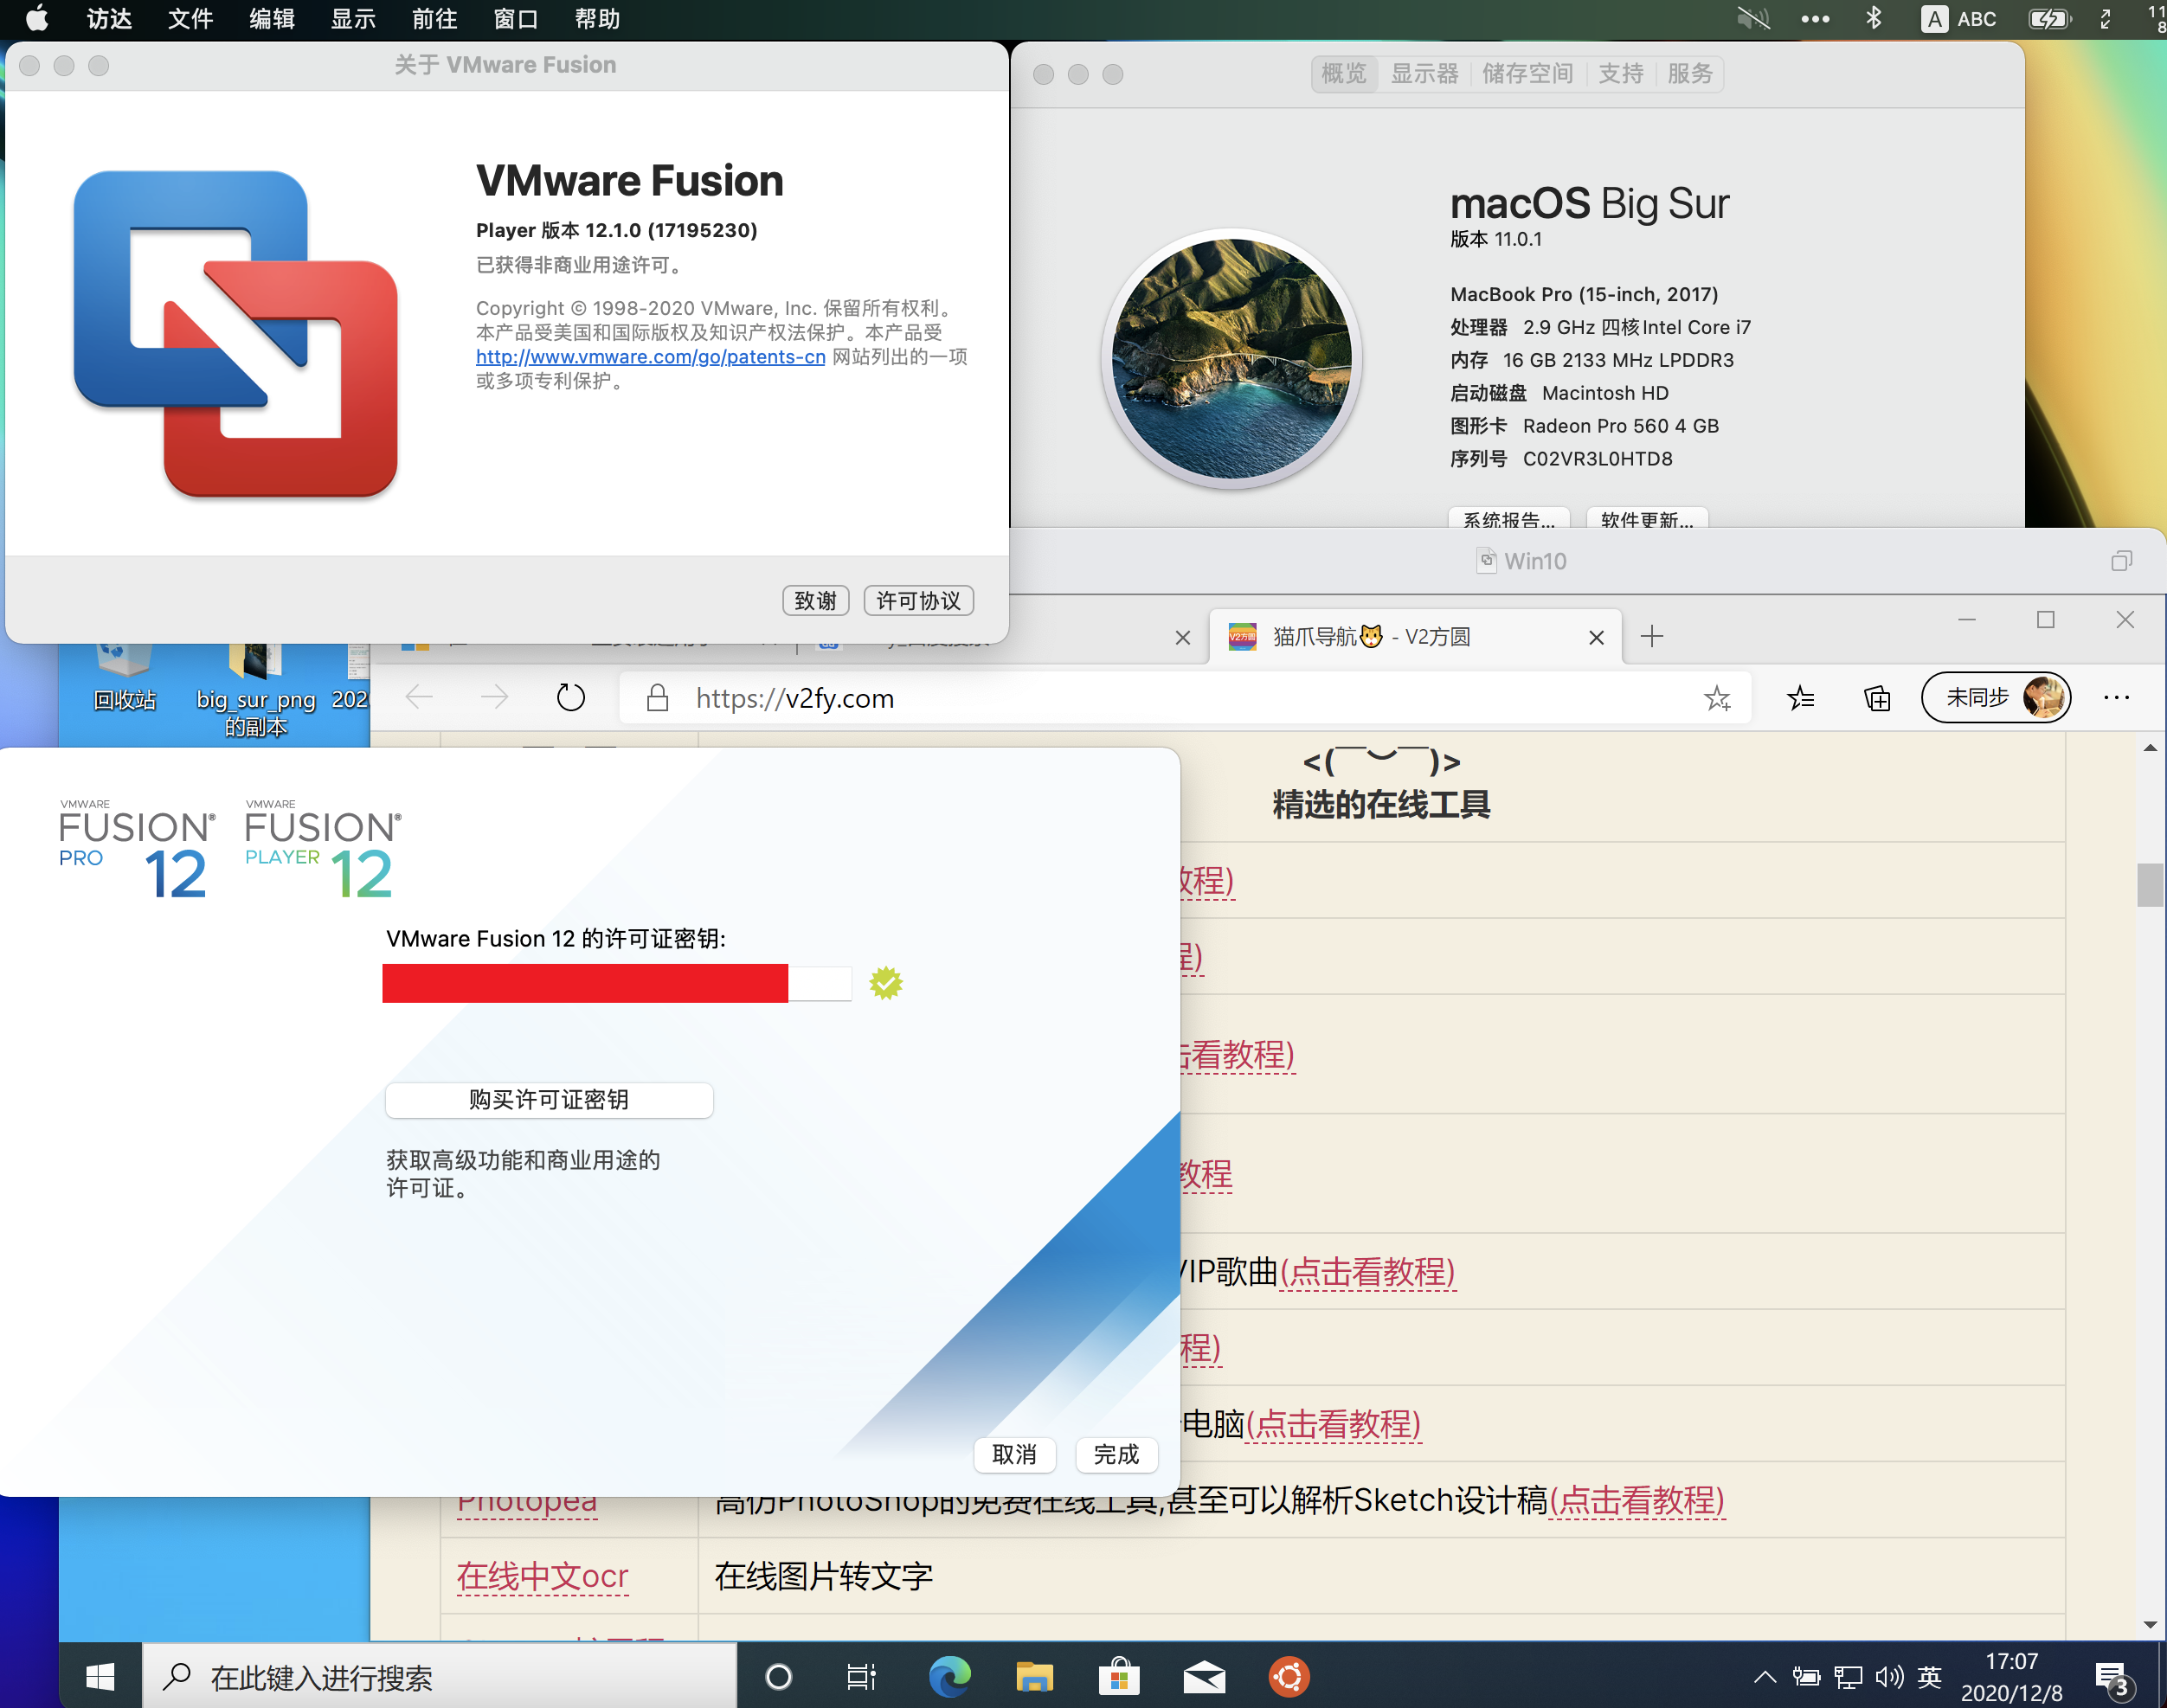 访达 文件 编辑 显示 前往 窗口 帮助
A ABC
关于 VMware Fusion
VMware Fusion
Player 版本 12.1.0 (17195230)
已获得非商业用途许可。
Copyright © 1998-2020 VMware, Inc. 保留所有权利。
本产品受美国和国际版权及知识产权法保护。本产品受
http://www.vmware.com/go/patents-cn 网站列出的一项
或多项专利保护。
致谢 许可协议
概览 显示器 储存空间 支持 服务
macOS Big Sur
版本 11.0.1
MacBook Pro (15-inch, 2017)
处理器 2.9 GHz 四核Intel Core i7
内存 16 GB 2133 MHz LPDDR3
启动磁盘 Macintosh HD
图形卡 Radeon Pro 560 4 GB
序列号 C02VR3L0HTD8
系统报告... 软件更新...
Win10
V2方圆 猫爪导航🐱 - V2方圆
https://v2fy.com
未同步
回收站
big_sur_png
的副本
202
<(￣︶￣)>
精选的在线工具
教程)
程)
击看教程)
教程
VIP歌曲(点击看教程)
程)
电脑(点击看教程)
Photopea 高仿PhotoShop的免费在线工具,甚至可以解析Sketch设计稿(点击看教程)
在线中文ocr 在线图片转文字
VMWARE
FUSION®
PRO 12
VMWARE
FUSION®
PLAYER 12
VMware Fusion 12 的许可证密钥:
购买许可证密钥
获取高级功能和商业用途的
许可证。
取消 完成
在此键入进行搜索
英
17:07
2020/12/8
3